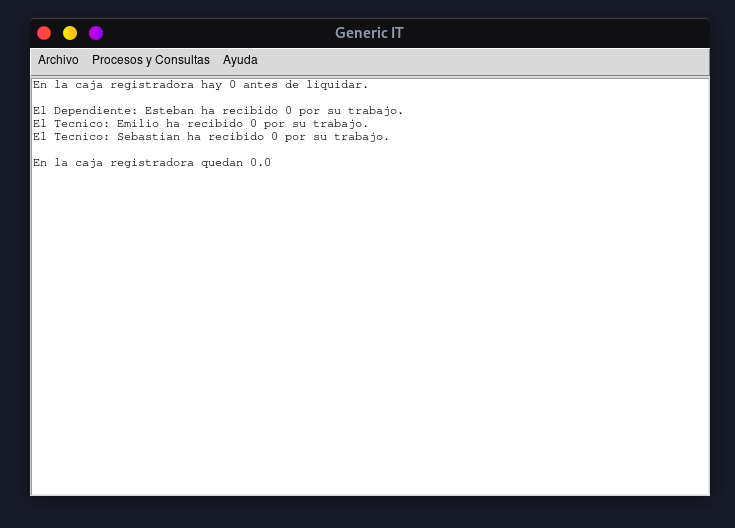 Generic IT
Archivo Procesos y Consultas Ayuda
En la caja registradora hay 0 antes de liquidar.
El Dependiente: Esteban ha recibido 0 por su trabajo.
El Tecnico: Emilio ha recibido 0 por su trabajo.
El Tecnico: Sebastian ha recibido 0 por su trabajo.
En la caja registradora quedan 0.0